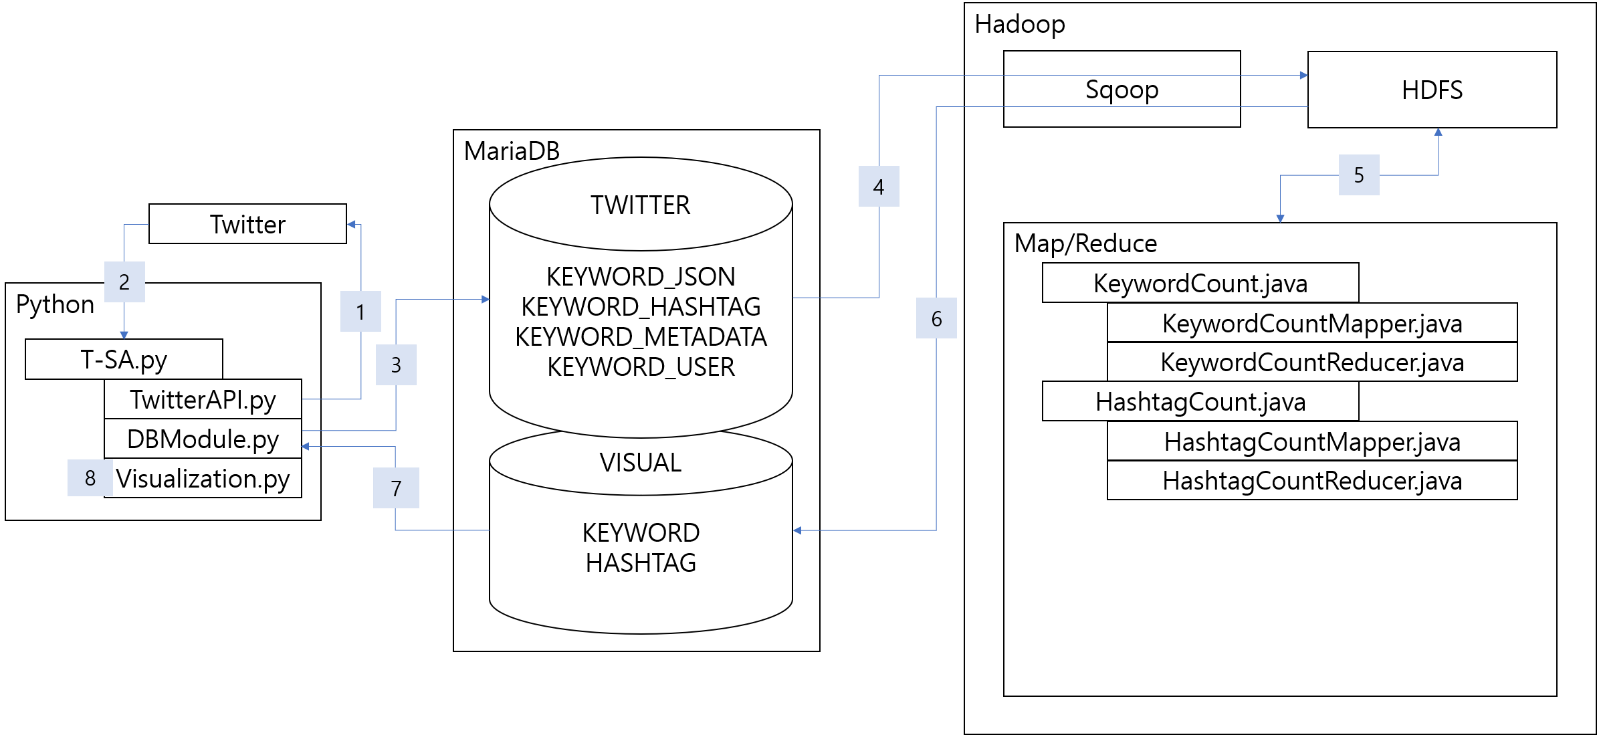 Hadoop
Sqoop
HDFS
MariaDB
TWITTER
4
5
Twitter
Map/Reduce
2
KEYWORD_JSON
KeywordCount.java
Python
1
KEYWORD_HASHTAG
6
KeywordCountMapper.java
KEYWORD_METADATA
T-SA.py
3
KEYWORD_USER
KeywordCountReducer.java
TwitterAPI.py
HashtagCount.java
DBModule.py
HashtagCountMapper.java
VISUAL
8
Visualization.py
7
HashtagCountReducer.java
KEYWORD
HASHTAG